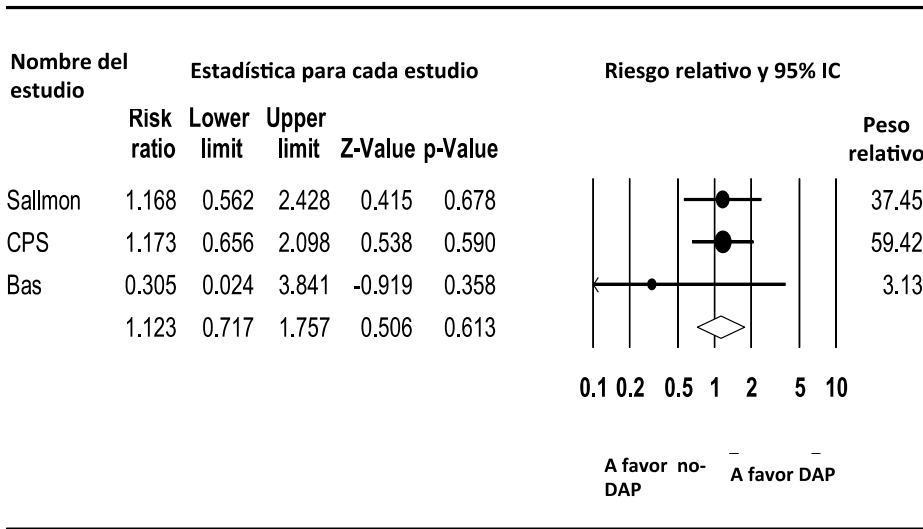 Nombre del estudio
Estadística para cada estudio
Riesgo relativo y 95% IC
Risk ratio Lower limit Upper limit Z-Value p-Value
Peso relativo
Sallmon 1.168 0.562 2.428 0.415 0.678 37.45
CPS 1.173 0.656 2.098 0.538 0.590 59.42
Bas 0.305 0.024 3.841 -0.919 0.358 3.13
1.123 0.717 1.757 0.506 0.613
0.1 0.2 0.5 1 2 5 10
A favor no-
DAP
A favor DAP